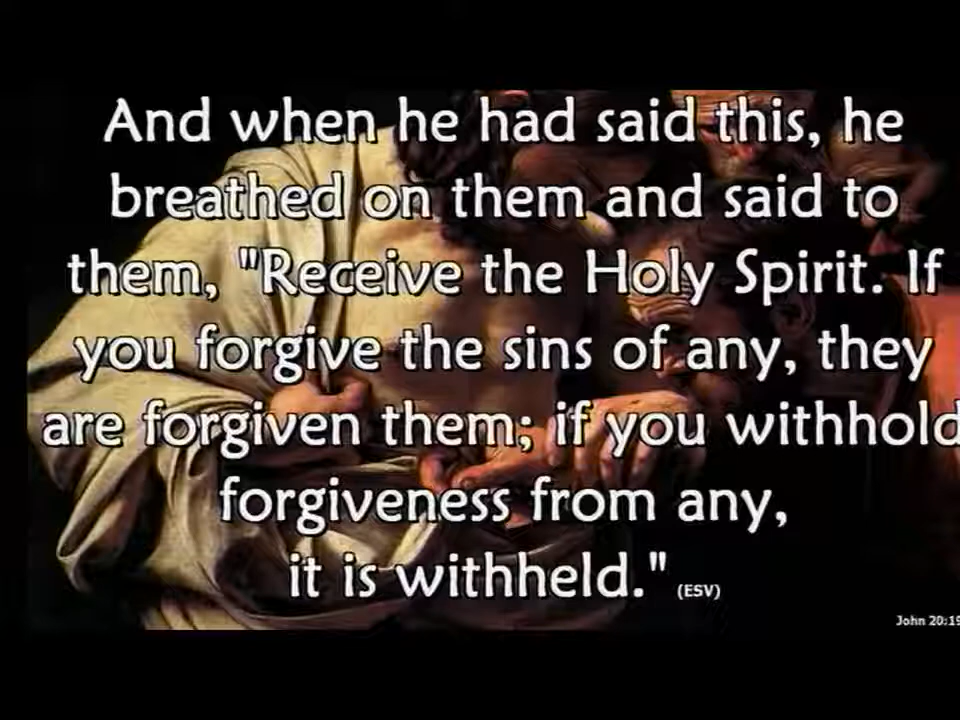 And when he had said this, he
breathed on them and said to
them, "Receive the Holy Spirit. If
you forgive the sins of any, they
are forgiven them; if you withhold
forgiveness from any,
it is withheld." (ESV)
John 20:19